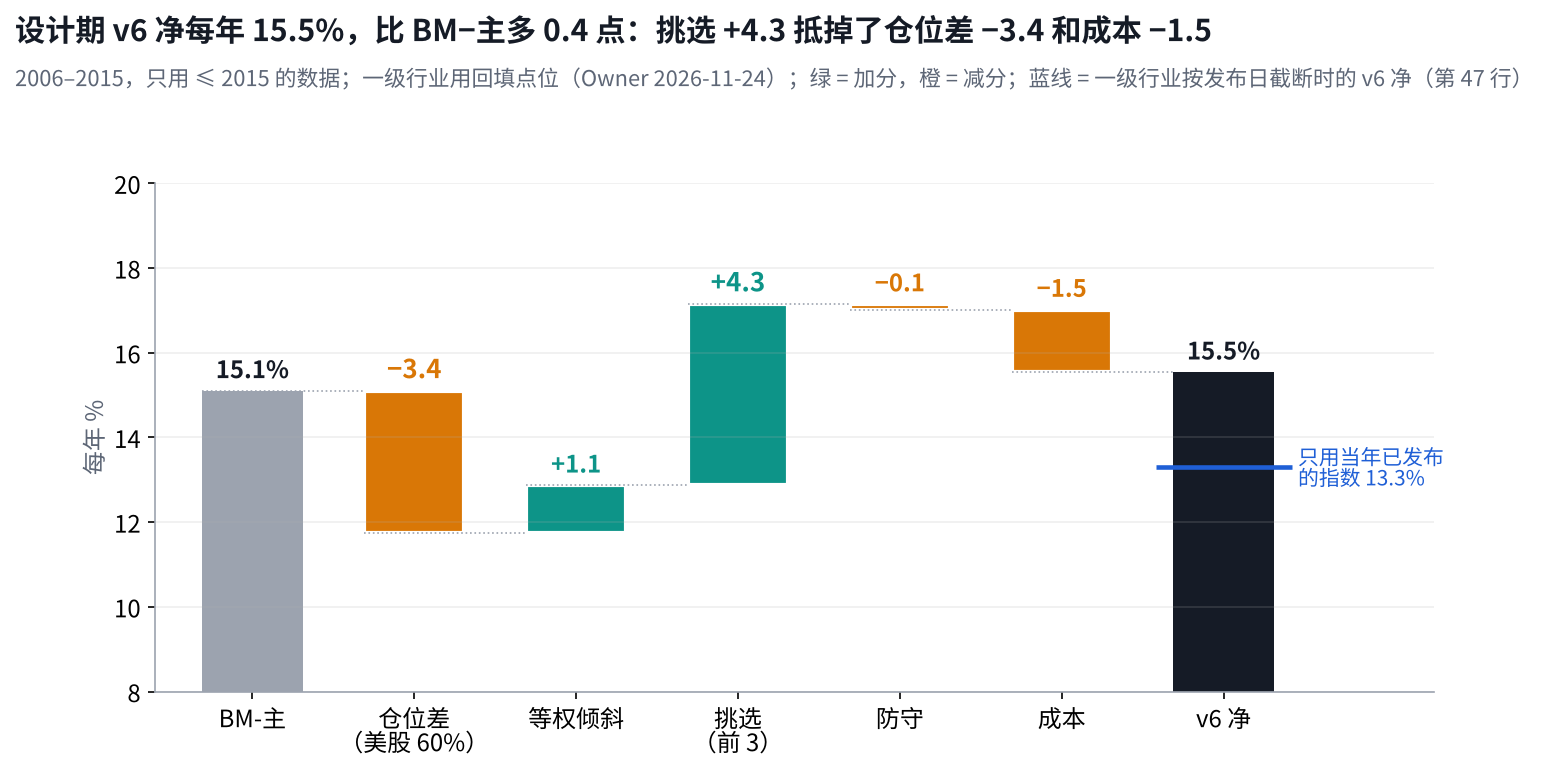 设计期 v6 净每年 15.5%，比 BM−主多 0.4 点：挑选 +4.3 抵掉了仓位差 −3.4 和成本 −1.5
2006–2015，只用 ≤ 2015 的数据；一级行业用回填点位（Owner 2026-11-24）；绿 = 加分，橙 = 减分；蓝线 = 一级行业按发布日截断时的 v6 净（第 47 行）
每年 %
20
18
16
14
12
10
8
15.1%
−3.4
+1.1
+4.3
−0.1
−1.5
15.5%
只用当年已发布
的指数 13.3%
BM-主
仓位差
（美股 60%）
等权倾斜
挑选
（前 3）
防守
成本
v6 净